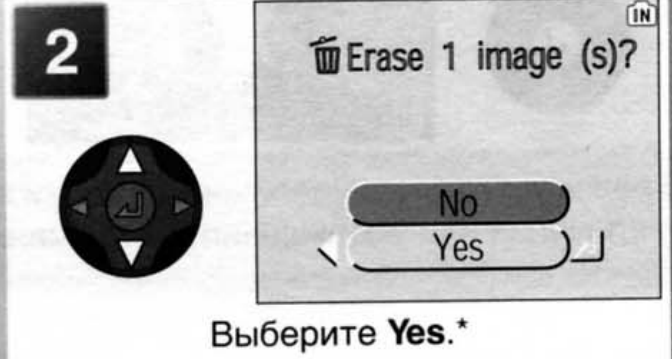 2
IN
Erase 1 image (s)?
No
Yes
Выберите Yes.*